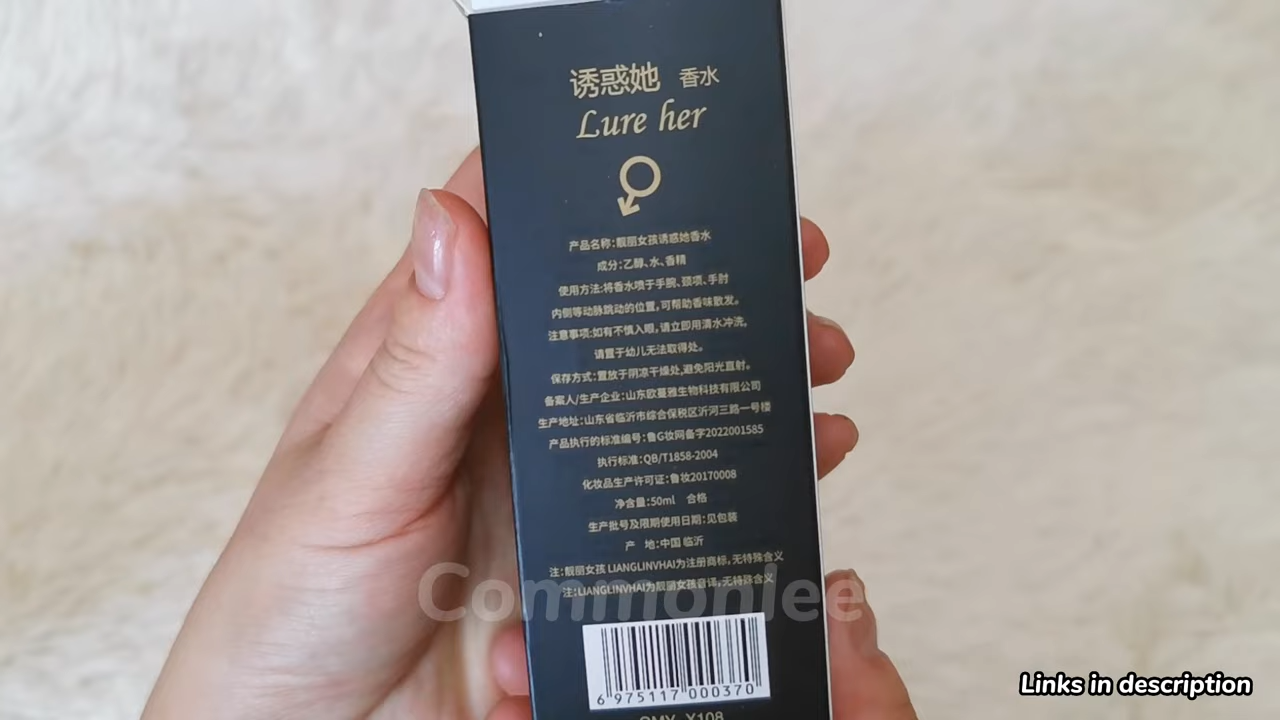 诱惑她 香水
Lure her
产品名称:靓丽女孩诱惑她香水
成分:乙醇、水、香精
使用方法:将香水喷于手腕、颈项、手肘
内侧等动脉跳动的位置,可帮助香味散发。
注意事项:如有不慎入眼,请立即用清水冲洗,
请置于幼儿无法取得处。
保存方式:置放于阴凉干燥处,避免阳光直射。
备案人/生产企业:山东欧蔓雅生物科技有限公司
生产地址:山东省临沂市综合保税区沂河三路一号楼
产品执行的标准编号:鲁G妆网备字2022001585
执行标准:QB/T1858-2004
化妆品生产许可证:鲁妆20170008
净含量:50ml 合格
生产批号及限期使用日期:见包装
产 地:中国 临沂
注:靓丽女孩 LIANGLINVHAI为注册商标,无特殊含义
注:LIANGLINVHAI为靓丽女孩音译,无特殊含义
Commonlee
6 975117 000370
Links in description